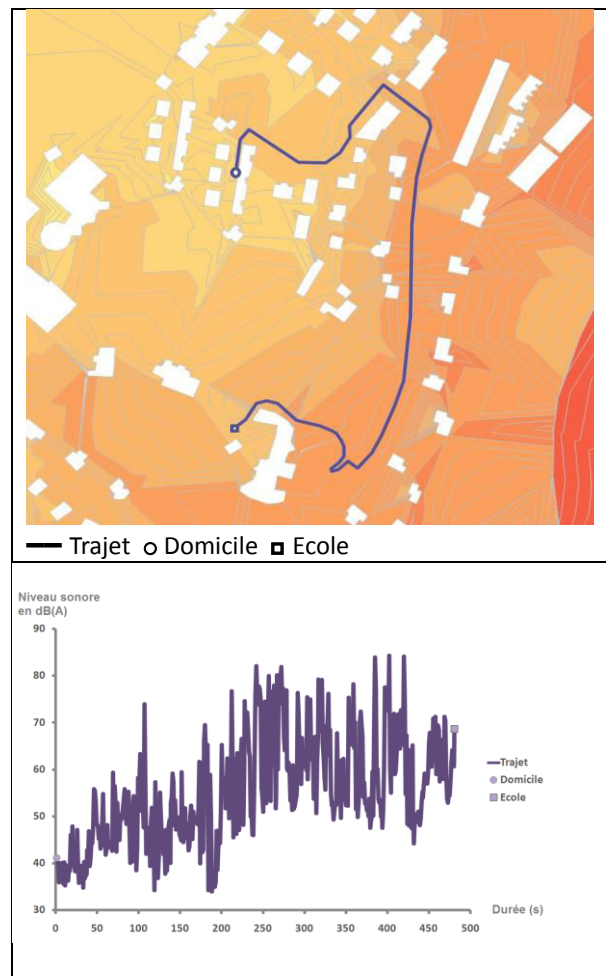 Trajet Domicile Ecole
Niveau sonore
en dB(A)
90
80
70
60
50
40
30
0 50 100 150 200 250 300 350 400 450 500
Trajet
Domicile
Ecole
Durée (s)